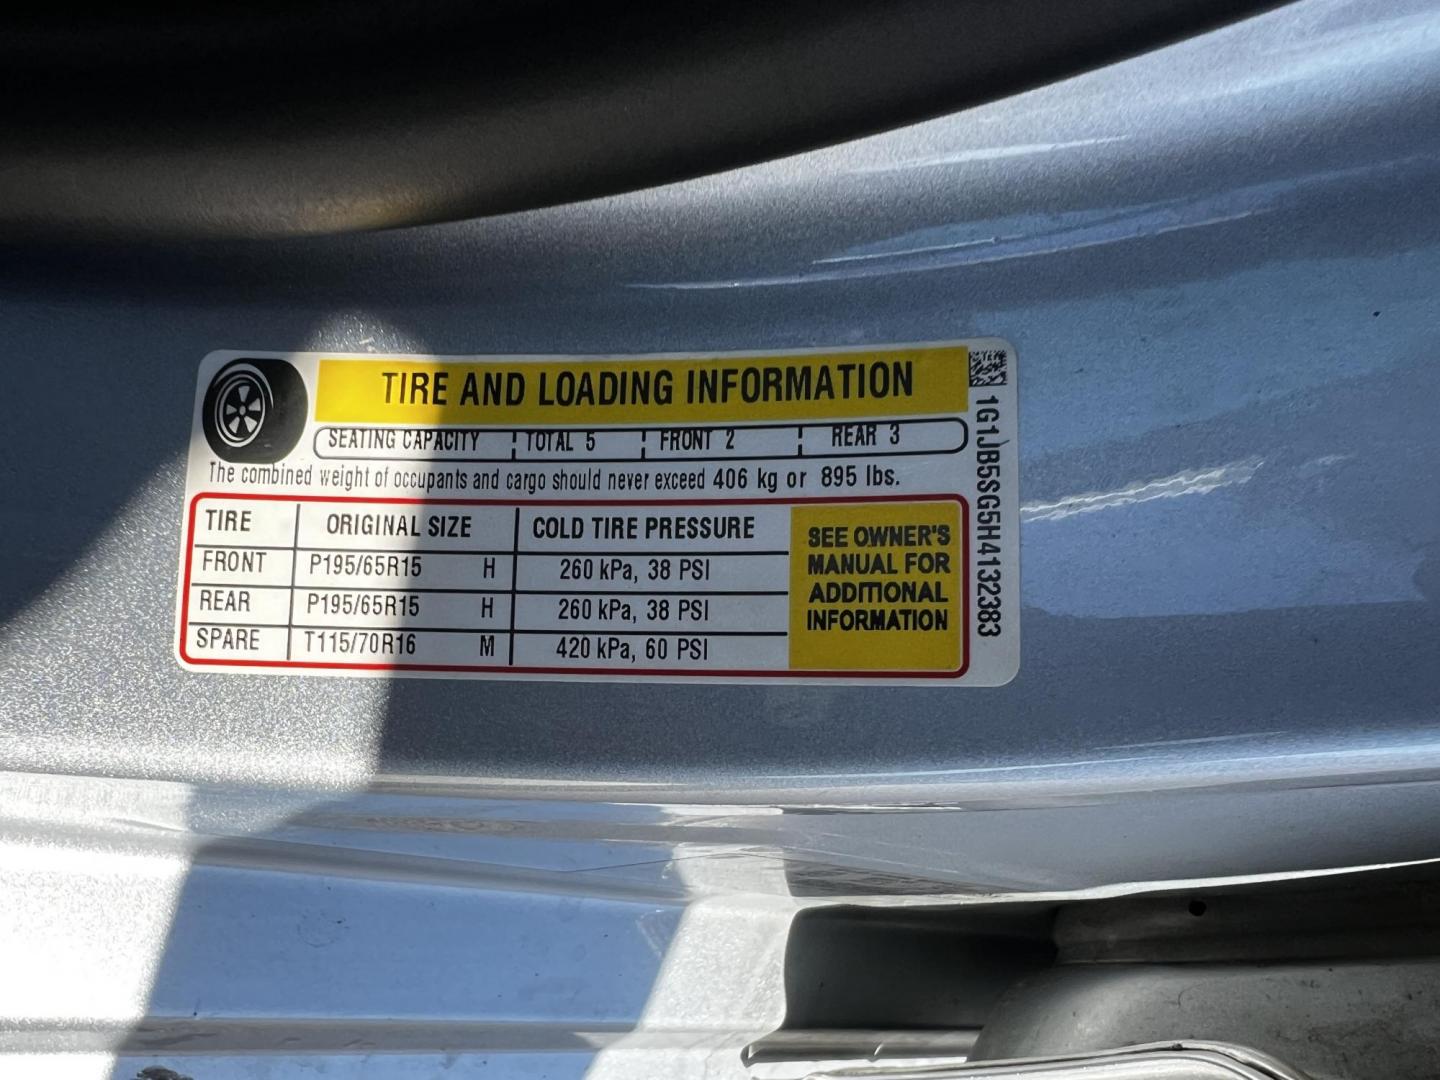 TIRE AND LOADING INFORMATION
SEATING CAPACITY TOTAL 5 FRONT 2 REAR 3
The combined weight of occupants and cargo should never exceed 406 kg or 895 lbs.
TIRE ORIGINAL SIZE COLD TIRE PRESSURE
FRONT P195/65R15 H 260 kPa, 38 PSI
REAR P195/65R15 H 260 kPa, 38 PSI
SPARE T115/70R16 M 420 kPa, 60 PSI
SEE OWNER'S
MANUAL FOR
ADDITIONAL
INFORMATION
1G1JB5SG5H4132383